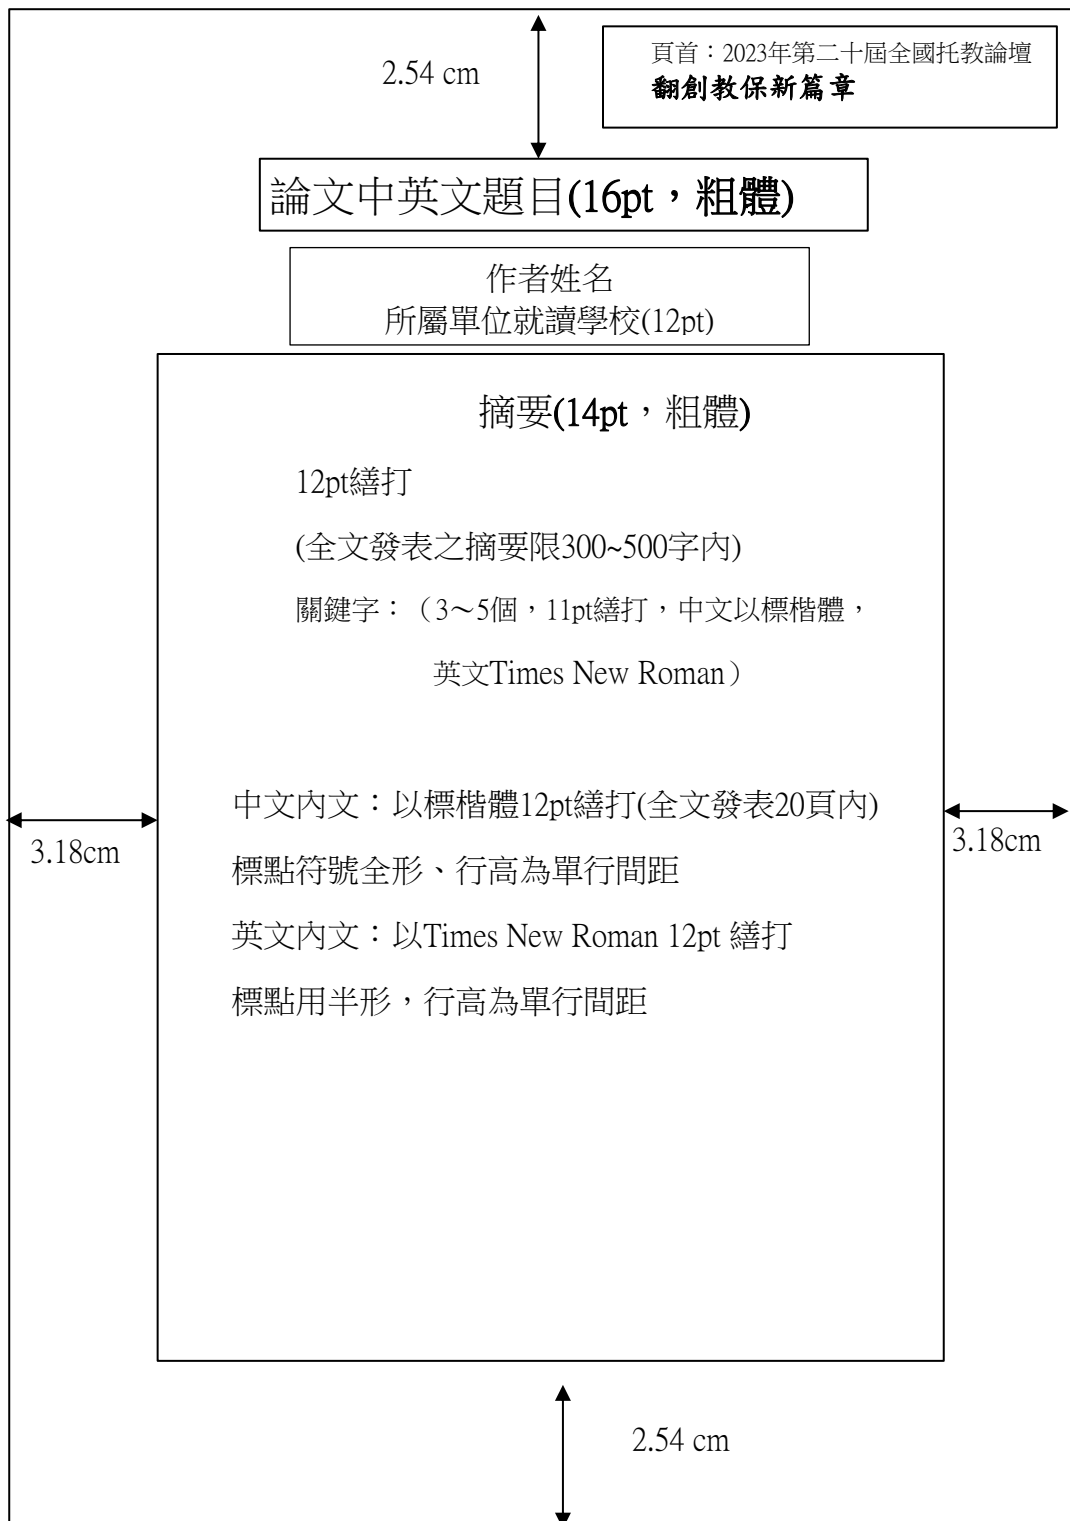 2.54 cm
頁首：2023年第二十屆全國托教論壇
翻創教保新篇章
論文中英文題目(16pt，粗體)
作者姓名
所屬單位就讀學校(12pt)
摘要(14pt，粗體)
12pt繕打
(全文發表之摘要限300~500字內)
關鍵字：（3～5個，11pt繕打，中文以標楷體，
英文Times New Roman）
中文內文：以標楷體12pt繕打(全文發表20頁內)
3.18cm
3.18cm
標點符號全形、行高為單行間距
英文內文：以Times New Roman 12pt 繕打
標點用半形，行高為單行間距
2.54 cm